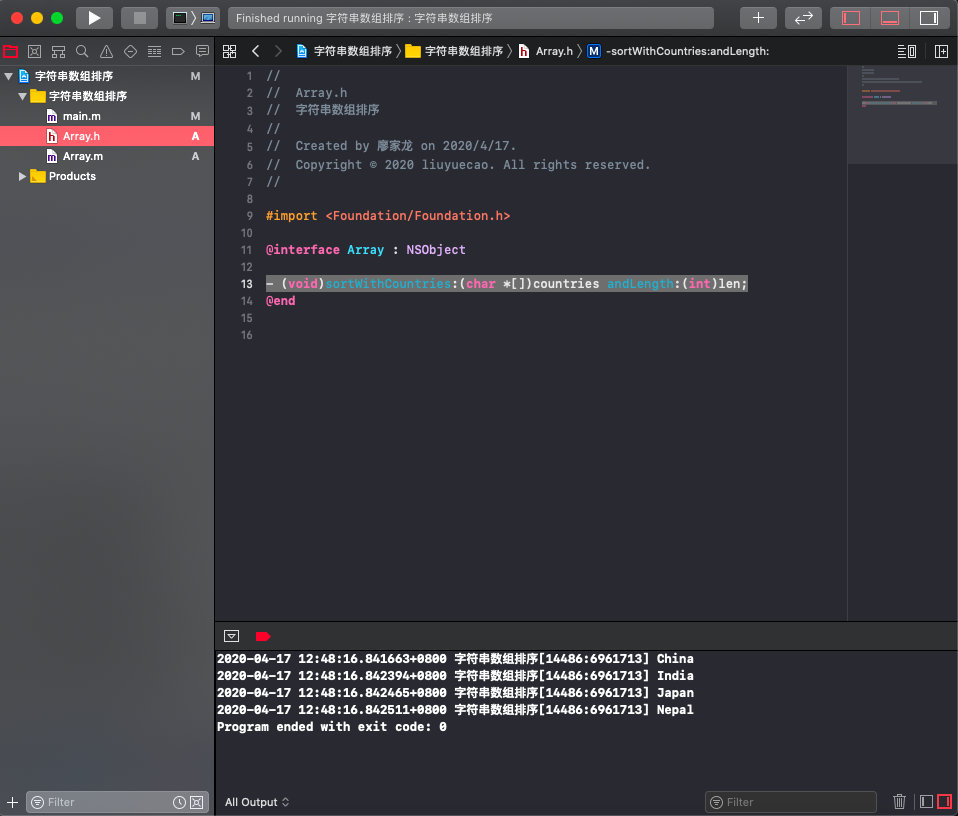 Finished running 字符串数组排序 : 字符串数组排序
字符串数组排序 〉 字符串数组排序 〉 Array.h 〉 M -sortWithCountries:andLength:
字符串数组排序 M
字符串数组排序
main.m M
Array.h A
Array.m A
Products
1 //
2 //  Array.h
3 //  字符串数组排序
4 //
5 //  Created by 廖家龙 on 2020/4/17.
6 //  Copyright © 2020 liuyuecao. All rights reserved.
7 //
8
9 #import <Foundation/Foundation.h>
10
11 @interface Array : NSObject
12
13 - (void)sortWithCountries:(char *[])countries andLength:(int)len;
14 @end
15
16
2020-04-17 12:48:16.841663+0800 字符串数组排序[14486:6961713] China
2020-04-17 12:48:16.842394+0800 字符串数组排序[14486:6961713] India
2020-04-17 12:48:16.842465+0800 字符串数组排序[14486:6961713] Japan
2020-04-17 12:48:16.842511+0800 字符串数组排序[14486:6961713] Nepal
Program ended with exit code: 0
Filter
All Output
Filter